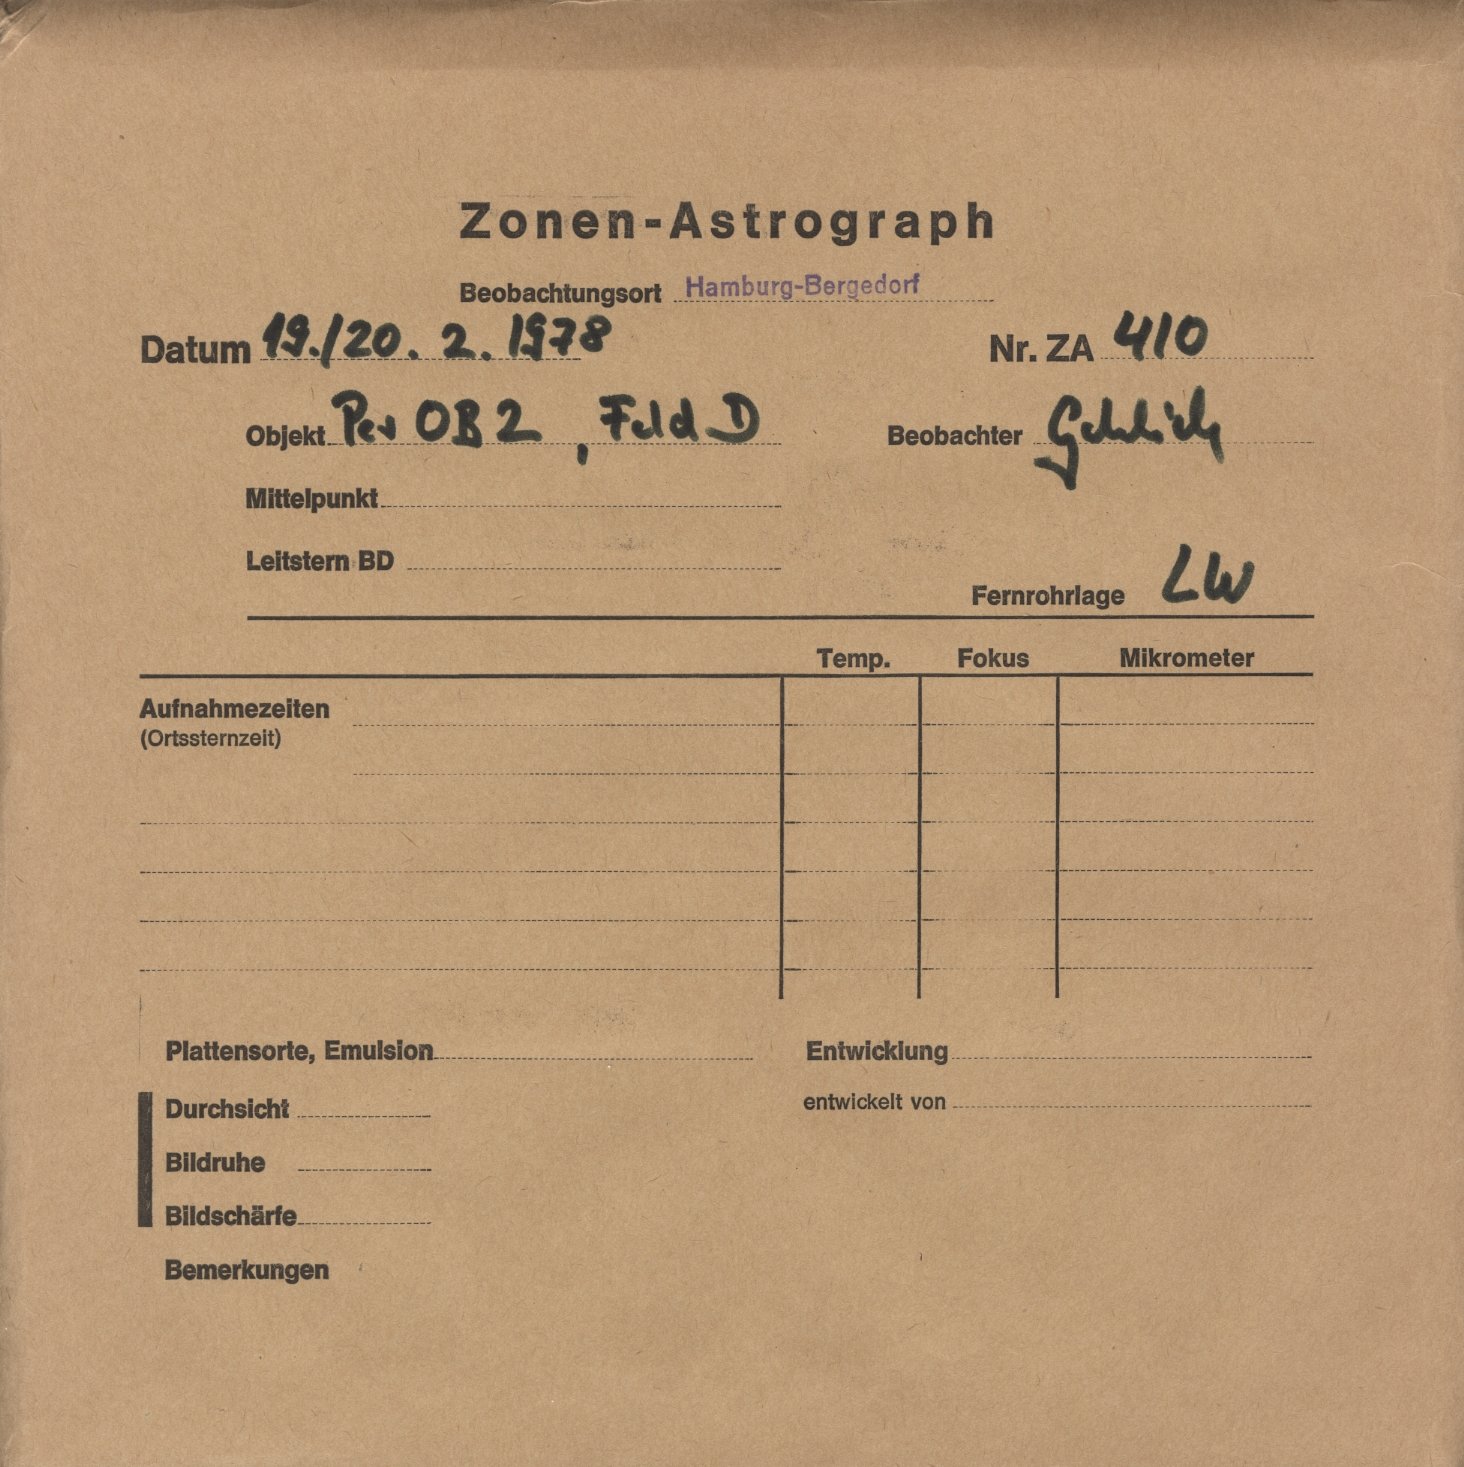 Zonen-Astrograph
Beobachtungsort Hamburg-Bergedorf
Datum 19./20. 2. 1978 Nr. ZA 410
Objekt Per OB 2, Feld D Beobachter
Mittelpunkt
Leitstern BD
Fernrohrlage LW
Temp. Fokus Mikrometer
Aufnahmezeiten
(Ortssternzeit)
Plattensorte, Emulsion Entwicklung
entwickelt von
Durchsicht
Bildruhe
Bildschärfe
Bemerkungen